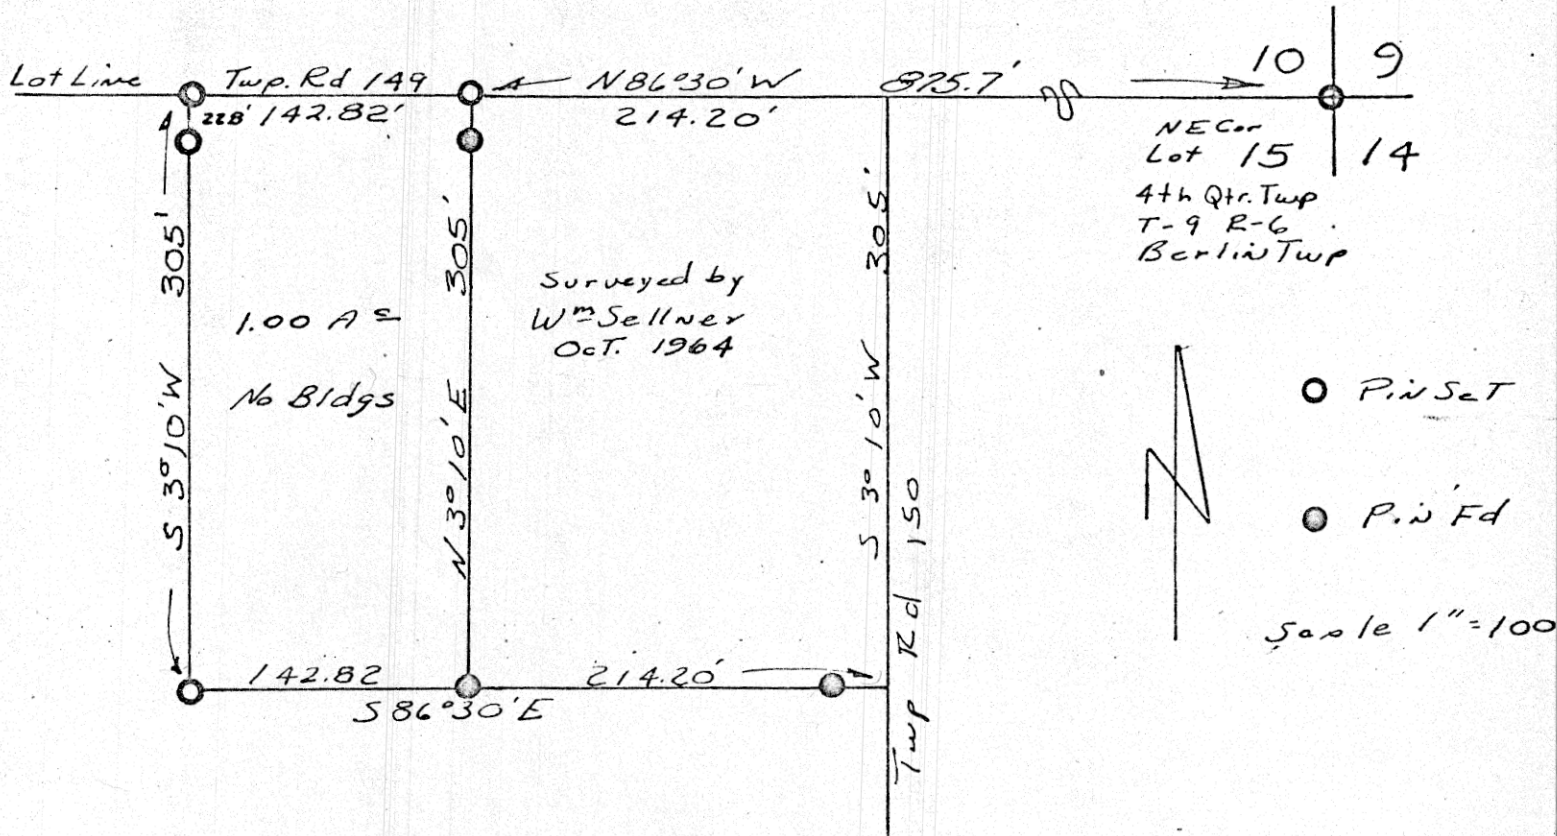 Lot Line
Twp. Rd 149
N 86°30' W
875.7'
10
9
228' 142.82'
214.20'
NE Cor
Lot 15
14
4th Qtr. Twp
T-9 R-6
Berlin Twp
S 3°10' W 305'
N 3°10' E 305'
S 3°10' W 305'
1.00 Ac
No Bldgs
Surveyed by
Wm Sellner
Oct. 1964
Pin Set
Pin Fd
Scale 1"=100
142.82
214.20'
S 86°30' E
Twp Rd 150